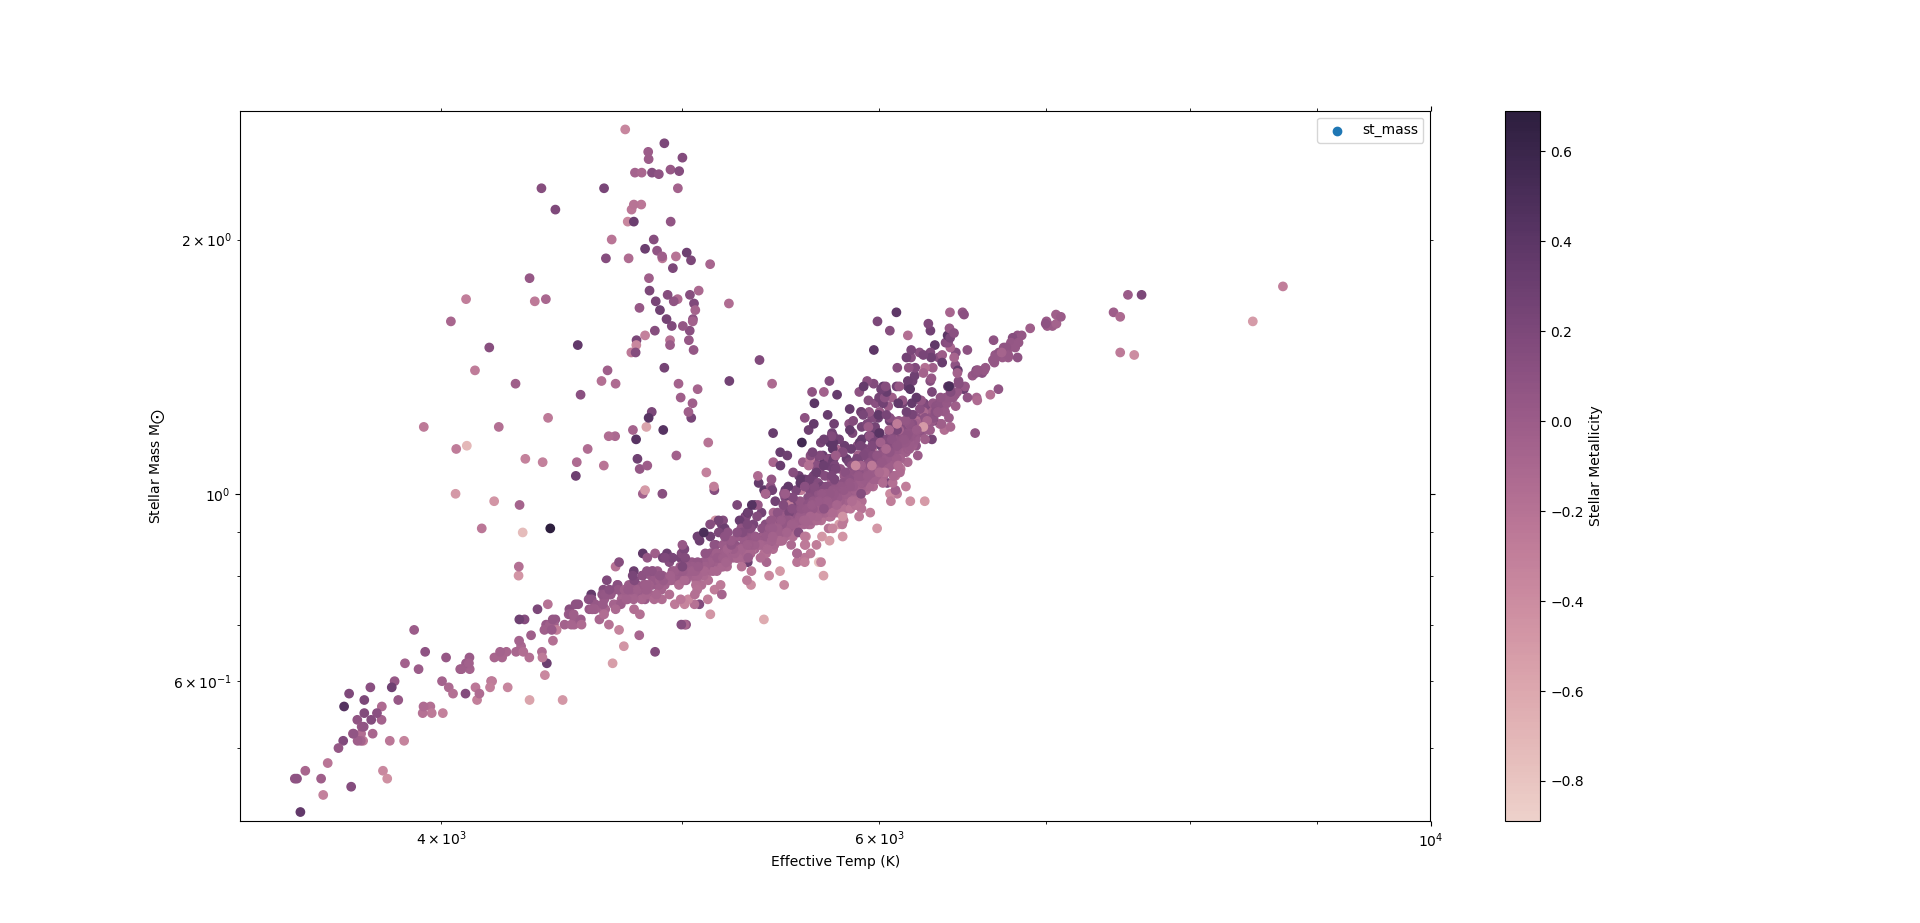 st_mass
2 × 10⁰
10⁰
6 × 10⁻¹
Stellar Mass M⊙
4 × 10³
6 × 10³
10⁴
Effective Temp (K)
0.6
0.4
0.2
0.0
−0.2
−0.4
−0.6
−0.8
Stellar Metallicity